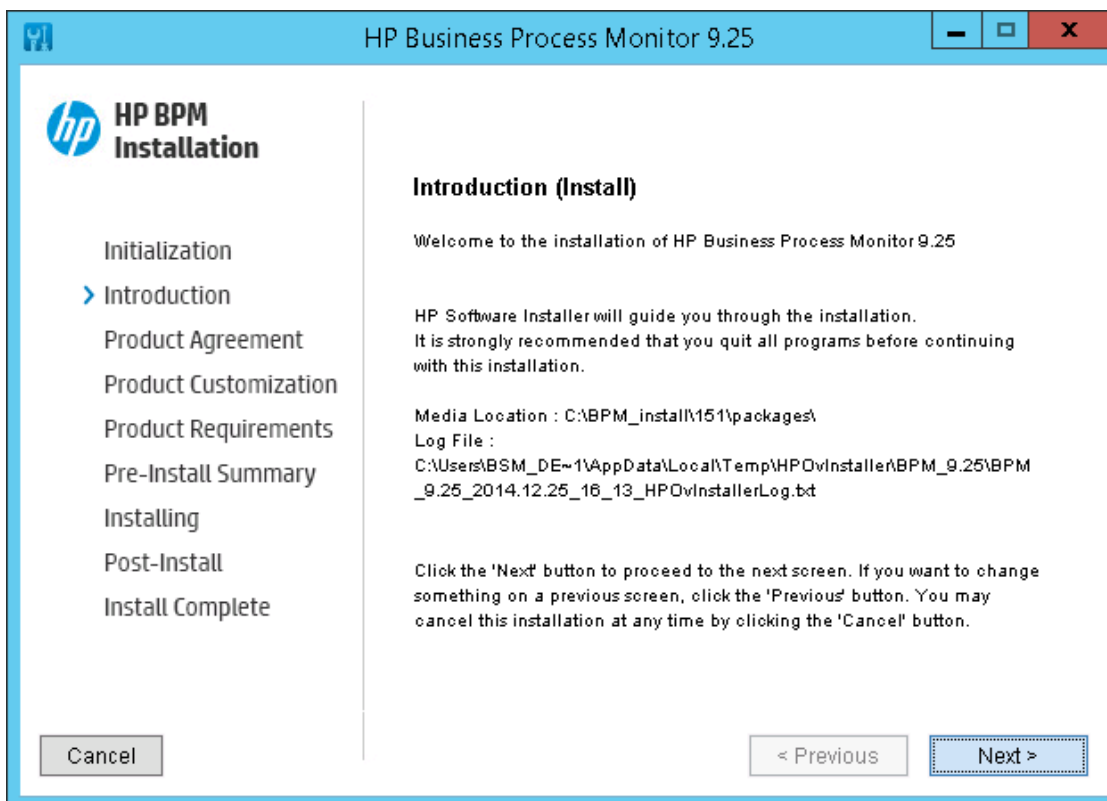 HP Business Process Monitor 9.25
hp
HP BPM
Installation
Initialization
Introduction
Product Agreement
Product Customization
Product Requirements
Pre-Install Summary
Installing
Post-Install
Install Complete
Introduction (Install)
Welcome to the installation of HP Business Process Monitor 9.25
HP Software Installer will guide you through the installation.
It is strongly recommended that you quit all programs before continuing
with this installation.
Media Location : C:\BPM_install\151\packages\
Log File :
C:\Users\BSM_DE~1\AppData\Local\Temp\HPOvInstaller\BPM_9.25\BPM
_9.25_2014.12.25_16_13_HPOvInstallerLog.txt
Click the 'Next' button to proceed to the next screen. If you want to change
something on a previous screen, click the 'Previous' button. You may
cancel this installation at any time by clicking the 'Cancel' button.
Cancel
< Previous
Next >